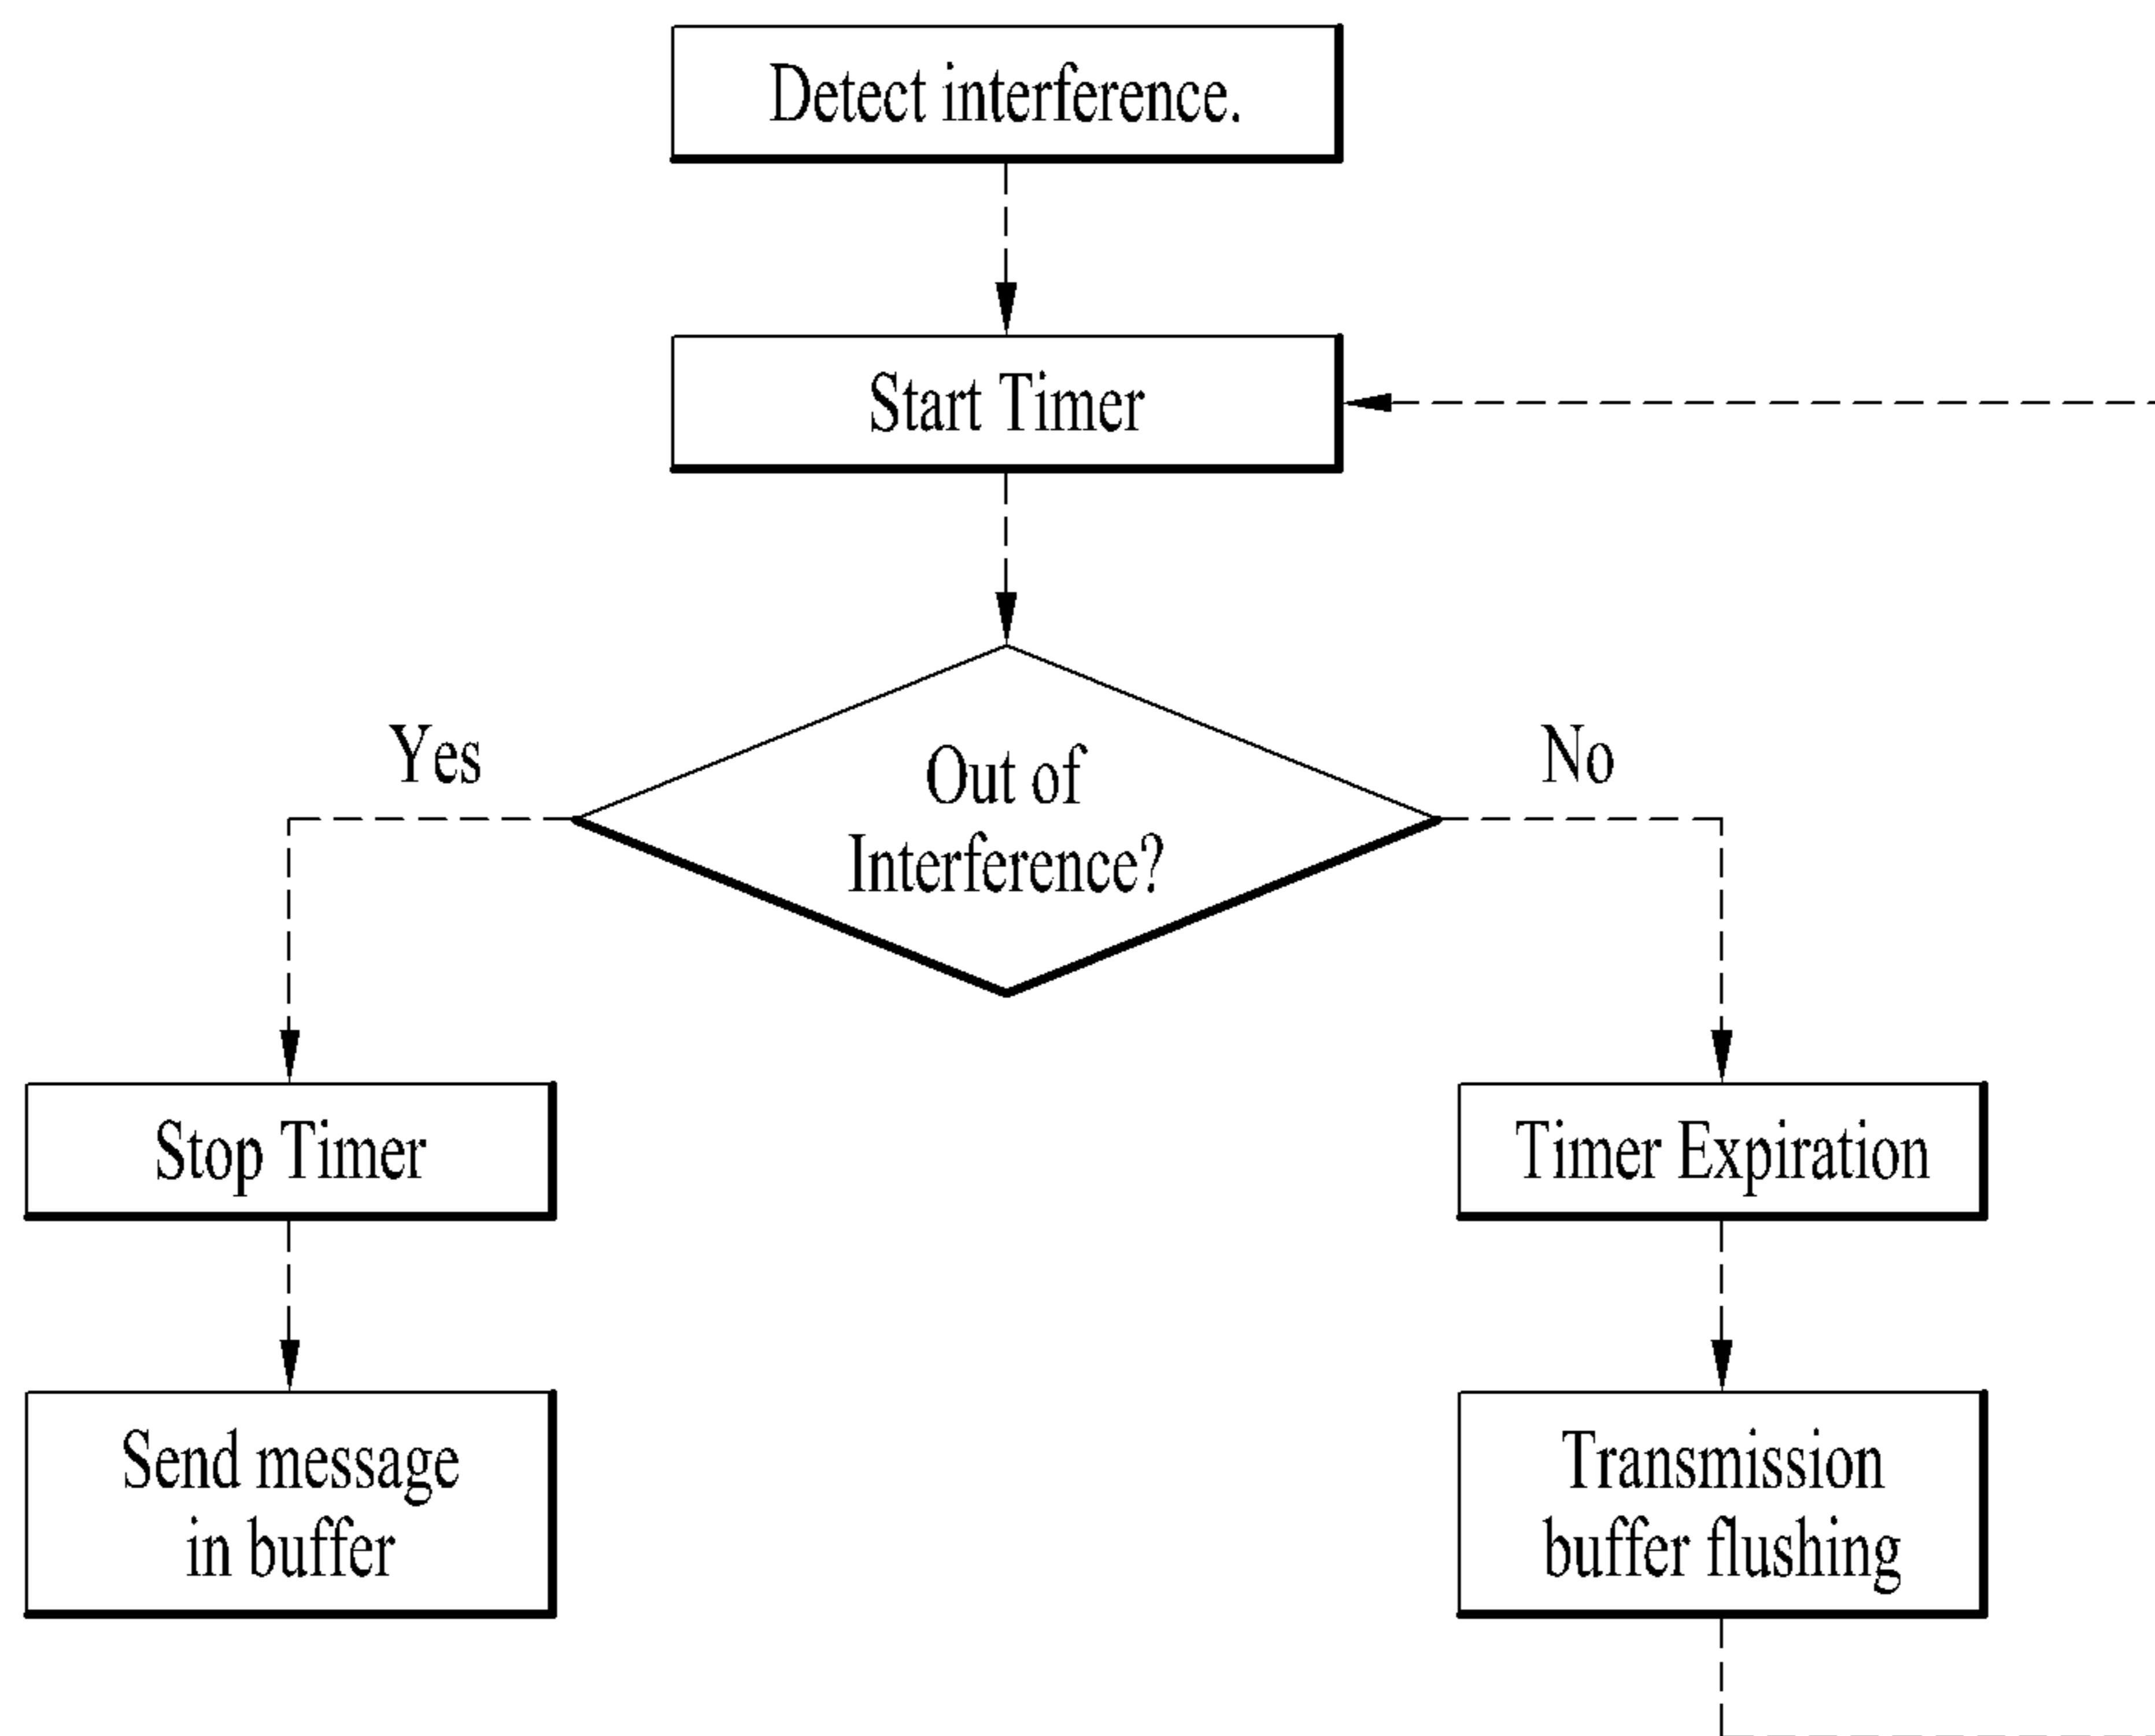 Detect interference.
Start Timer
Yes
No
Out of
Interference?
Stop Timer
Timer Expiration
Send message
in buffer
Transmission
buffer flushing